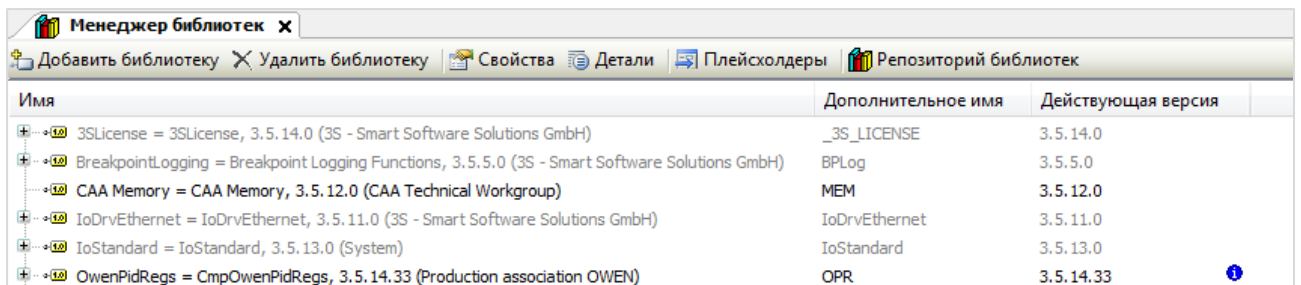 Менеджер библиотек X
Добавить библиотеку Удалить библиотеку Свойства Детали Плейсхолдеры Репозиторий библиотек
Имя Дополнительное имя Действующая версия
3SLicense = 3SLicense, 3.5.14.0 (3S - Smart Software Solutions GmbH) _3S_LICENSE 3.5.14.0
BreakpointLogging = Breakpoint Logging Functions, 3.5.5.0 (3S - Smart Software Solutions GmbH) BPLog 3.5.5.0
CAA Memory = CAA Memory, 3.5.12.0 (CAA Technical Workgroup) MEM 3.5.12.0
IoDrvEthernet = IoDrvEthernet, 3.5.11.0 (3S - Smart Software Solutions GmbH) IoDrvEthernet 3.5.11.0
IoStandard = IoStandard, 3.5.13.0 (System) IoStandard 3.5.13.0
OwenPidRegs = CmpOwenPidRegs, 3.5.14.33 (Production association OWEN) OPR 3.5.14.33